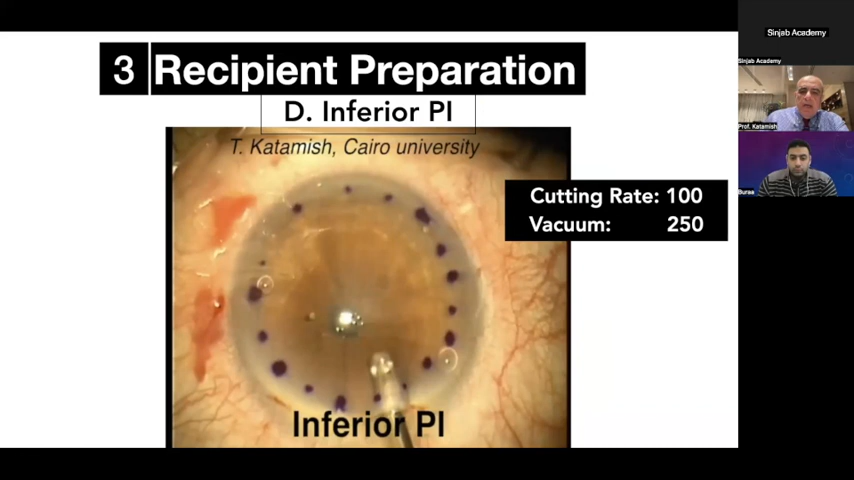 3 Recipient Preparation
D. Inferior PI
T. Katamish, Cairo university
Cutting Rate: 100
Vacuum: 250
Inferior PI
Sinjab Academy
Sinjab Academy
Prof. Katamish
Buraa